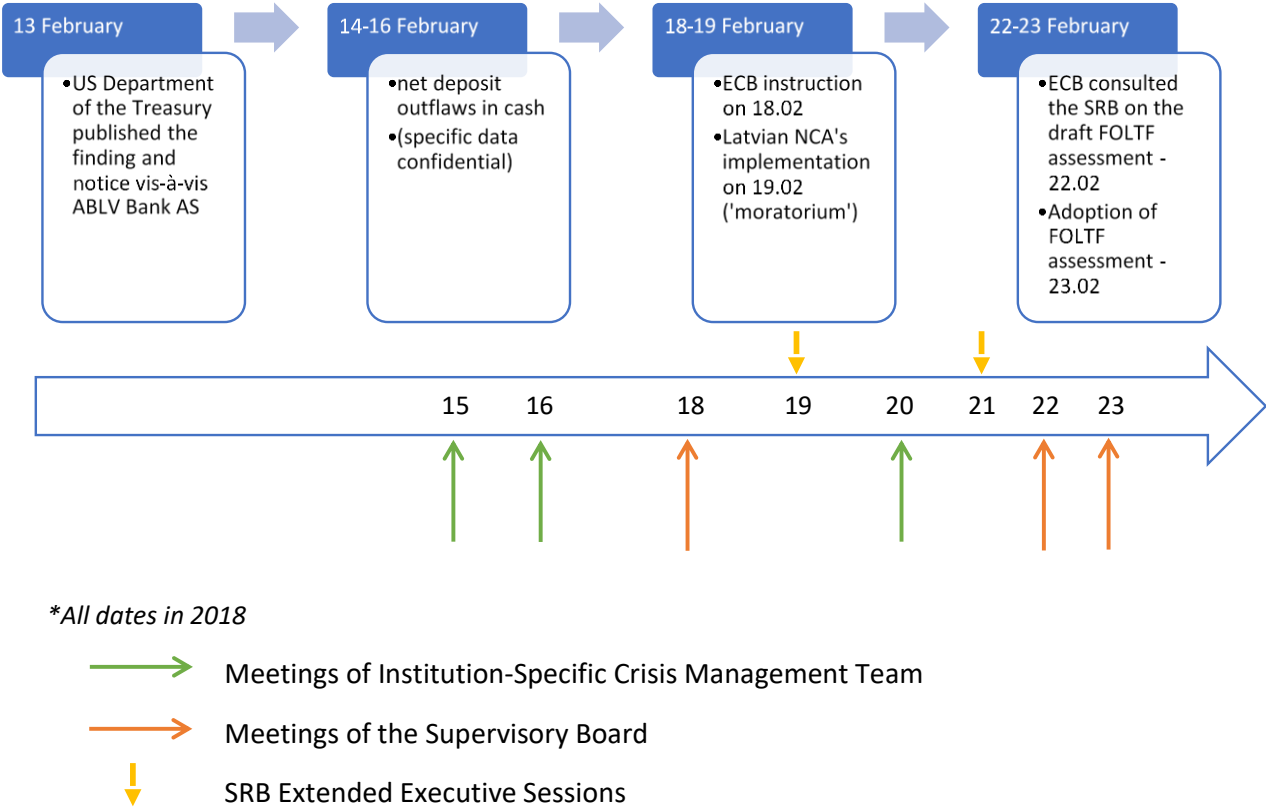 13 February
•US Department
of the Treasury
published the
finding and
notice vis-à-vis
ABLV Bank AS
14-16 February
•net deposit
outflaws in cash
•(specific data
confidential)
18-19 February
•ECB instruction
on 18.02
•Latvian NCA's
implementation
on 19.02
('moratorium')
22-23 February
•ECB consulted
the SRB on the
draft FOLTF
assessment -
22.02
•Adoption of
FOLTF
assessment -
23.02
15 16 18 19 20 21 22 23
*All dates in 2018
Meetings of Institution-Specific Crisis Management Team
Meetings of the Supervisory Board
SRB Extended Executive Sessions